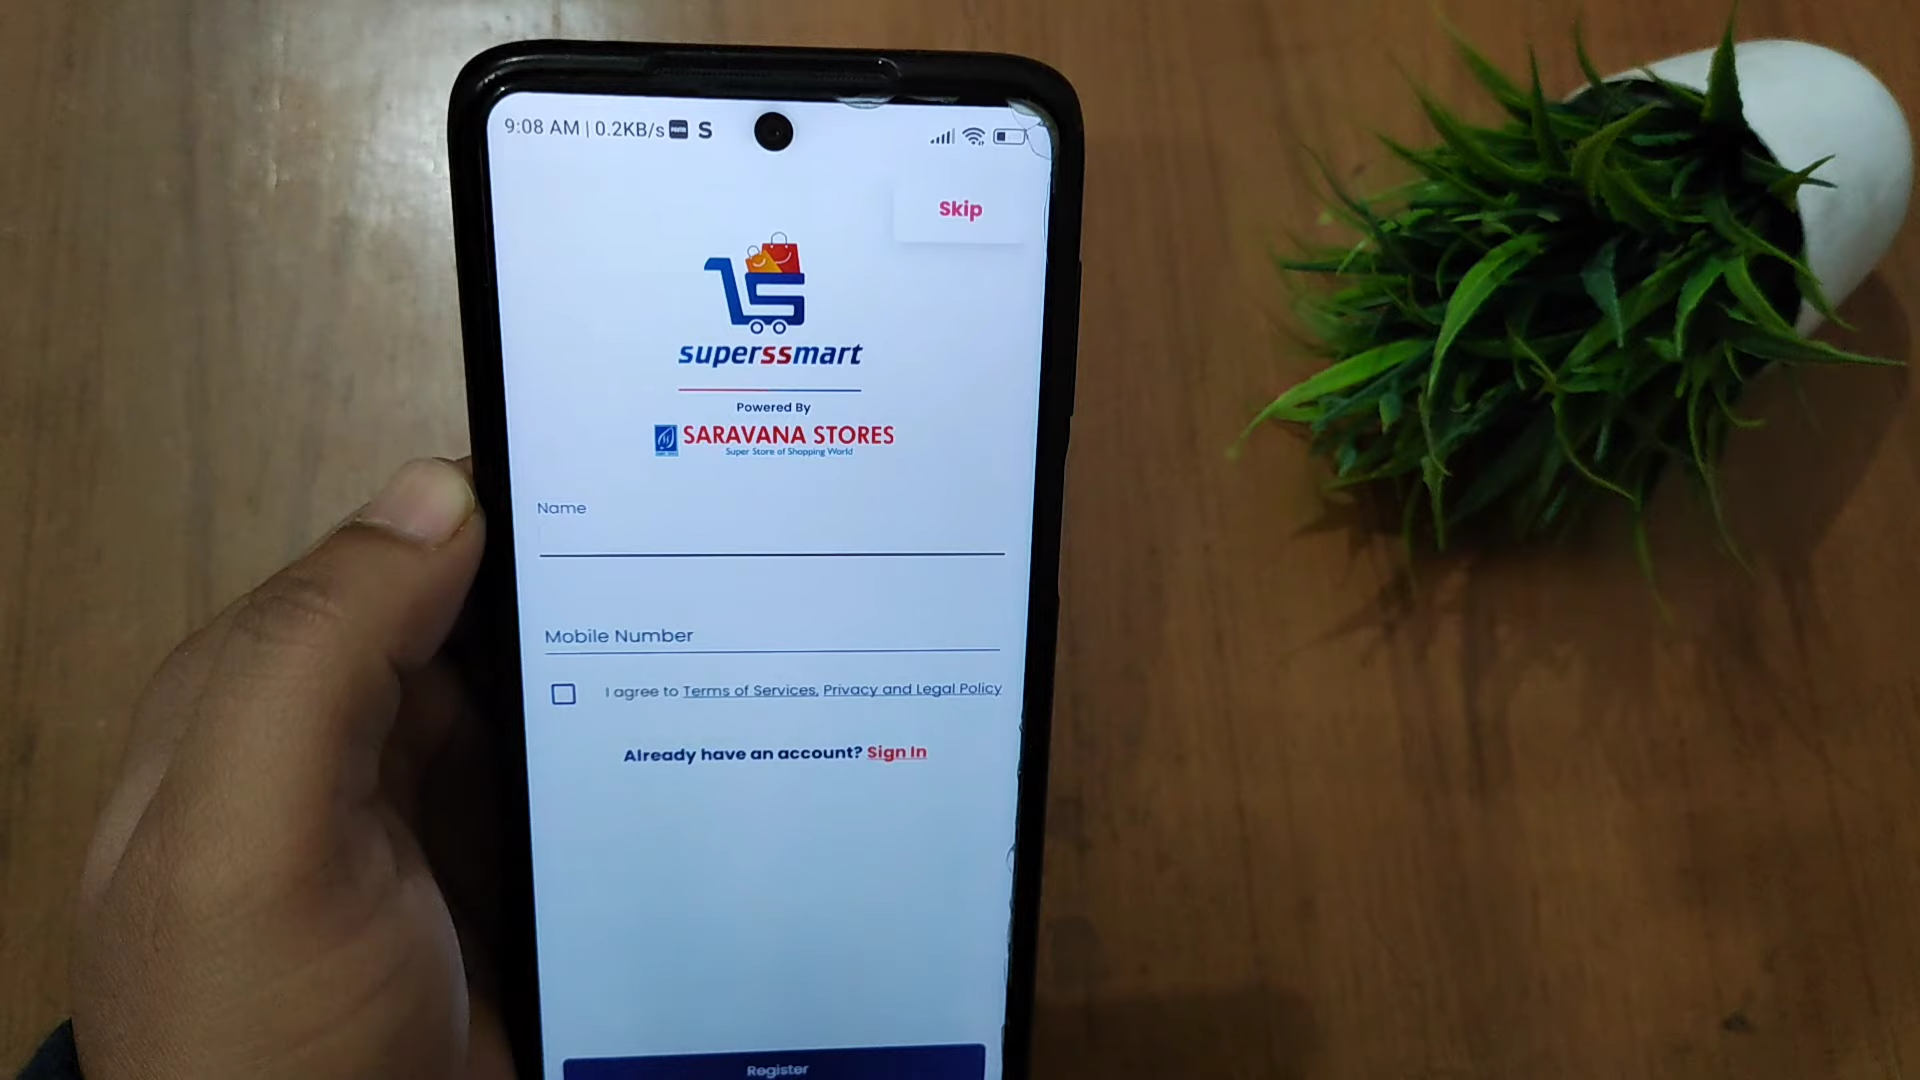 9:08 AM | 0.2KB/s S
Skip
superssmart
Powered By
SARAVANA STORES
Super Store of Shopping World
Name
Mobile Number
I agree to Terms of Services, Privacy and Legal Policy
Already have an account? Sign In
Register